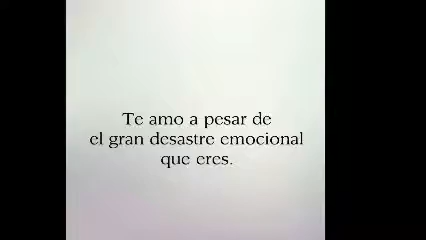 Te amo a pesar de
el gran desastre emocional
que eres.